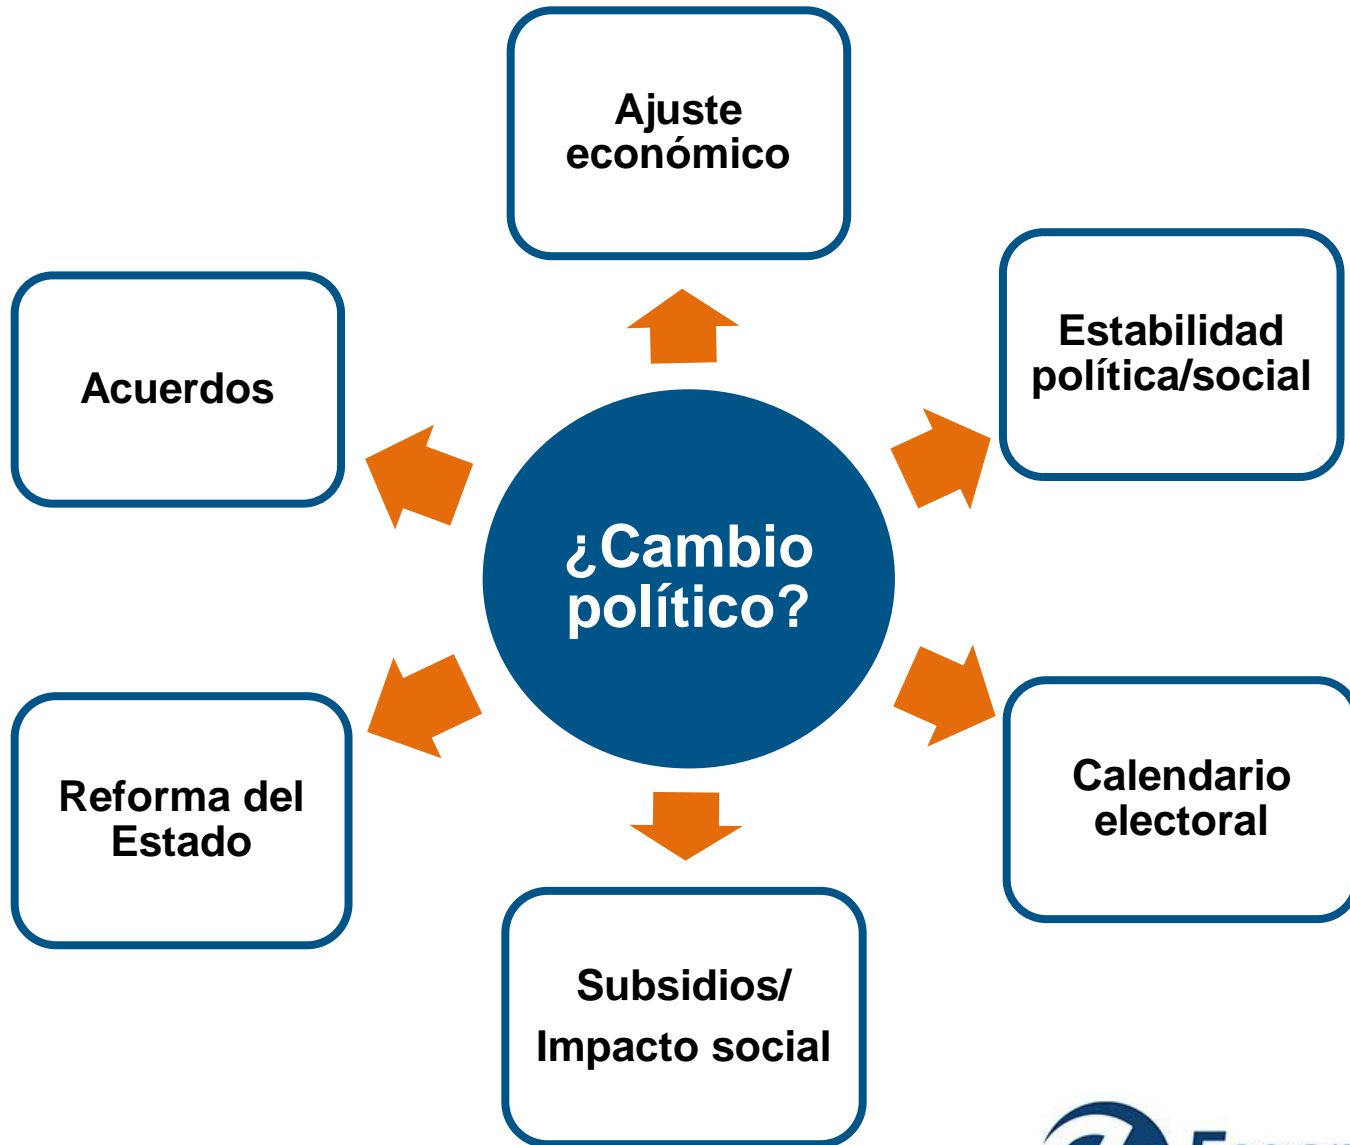 Ajuste
económico
Estabilidad
política/social
Acuerdos
¿Cambio
político?
Calendario
electoral
Reforma del
Estado
Subsidios/
Impacto social